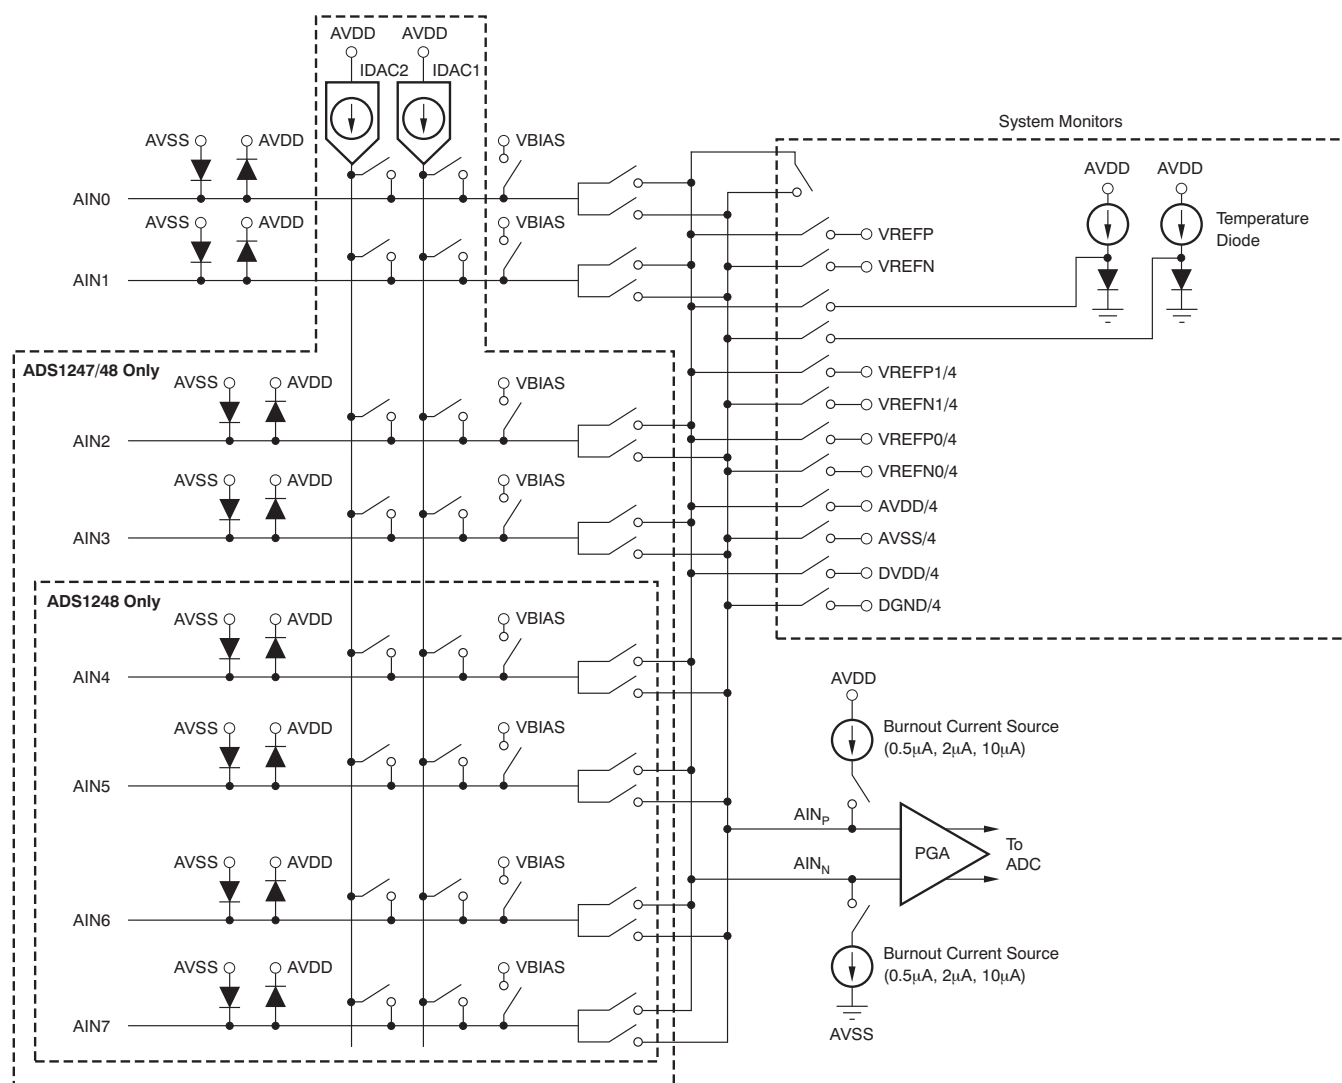 AVDD AVDD
IDAC2 IDAC1
System Monitors
AVSS AVDD VBIAS
AIN0
AVDD AVDD
Temperature
Diode
AVSS AVDD VBIAS
AIN1
VREFP
VREFN
ADS1247/48 Only
AVSS AVDD VBIAS
AIN2
VREFP1/4
VREFN1/4
VREFP0/4
VREFN0/4
AVSS AVDD VBIAS
AIN3
AVDD/4
AVSS/4
DVDD/4
DGND/4
ADS1248 Only
AVSS AVDD VBIAS
AIN4
AVSS AVDD VBIAS
AIN5
AVDD
Burnout Current Source
(0.5μA, 2μA, 10μA)
AINP
AINN
PGA
To
ADC
AVSS AVDD VBIAS
AIN6
AVSS AVDD VBIAS
AIN7
Burnout Current Source
(0.5μA, 2μA, 10μA)
AVSS